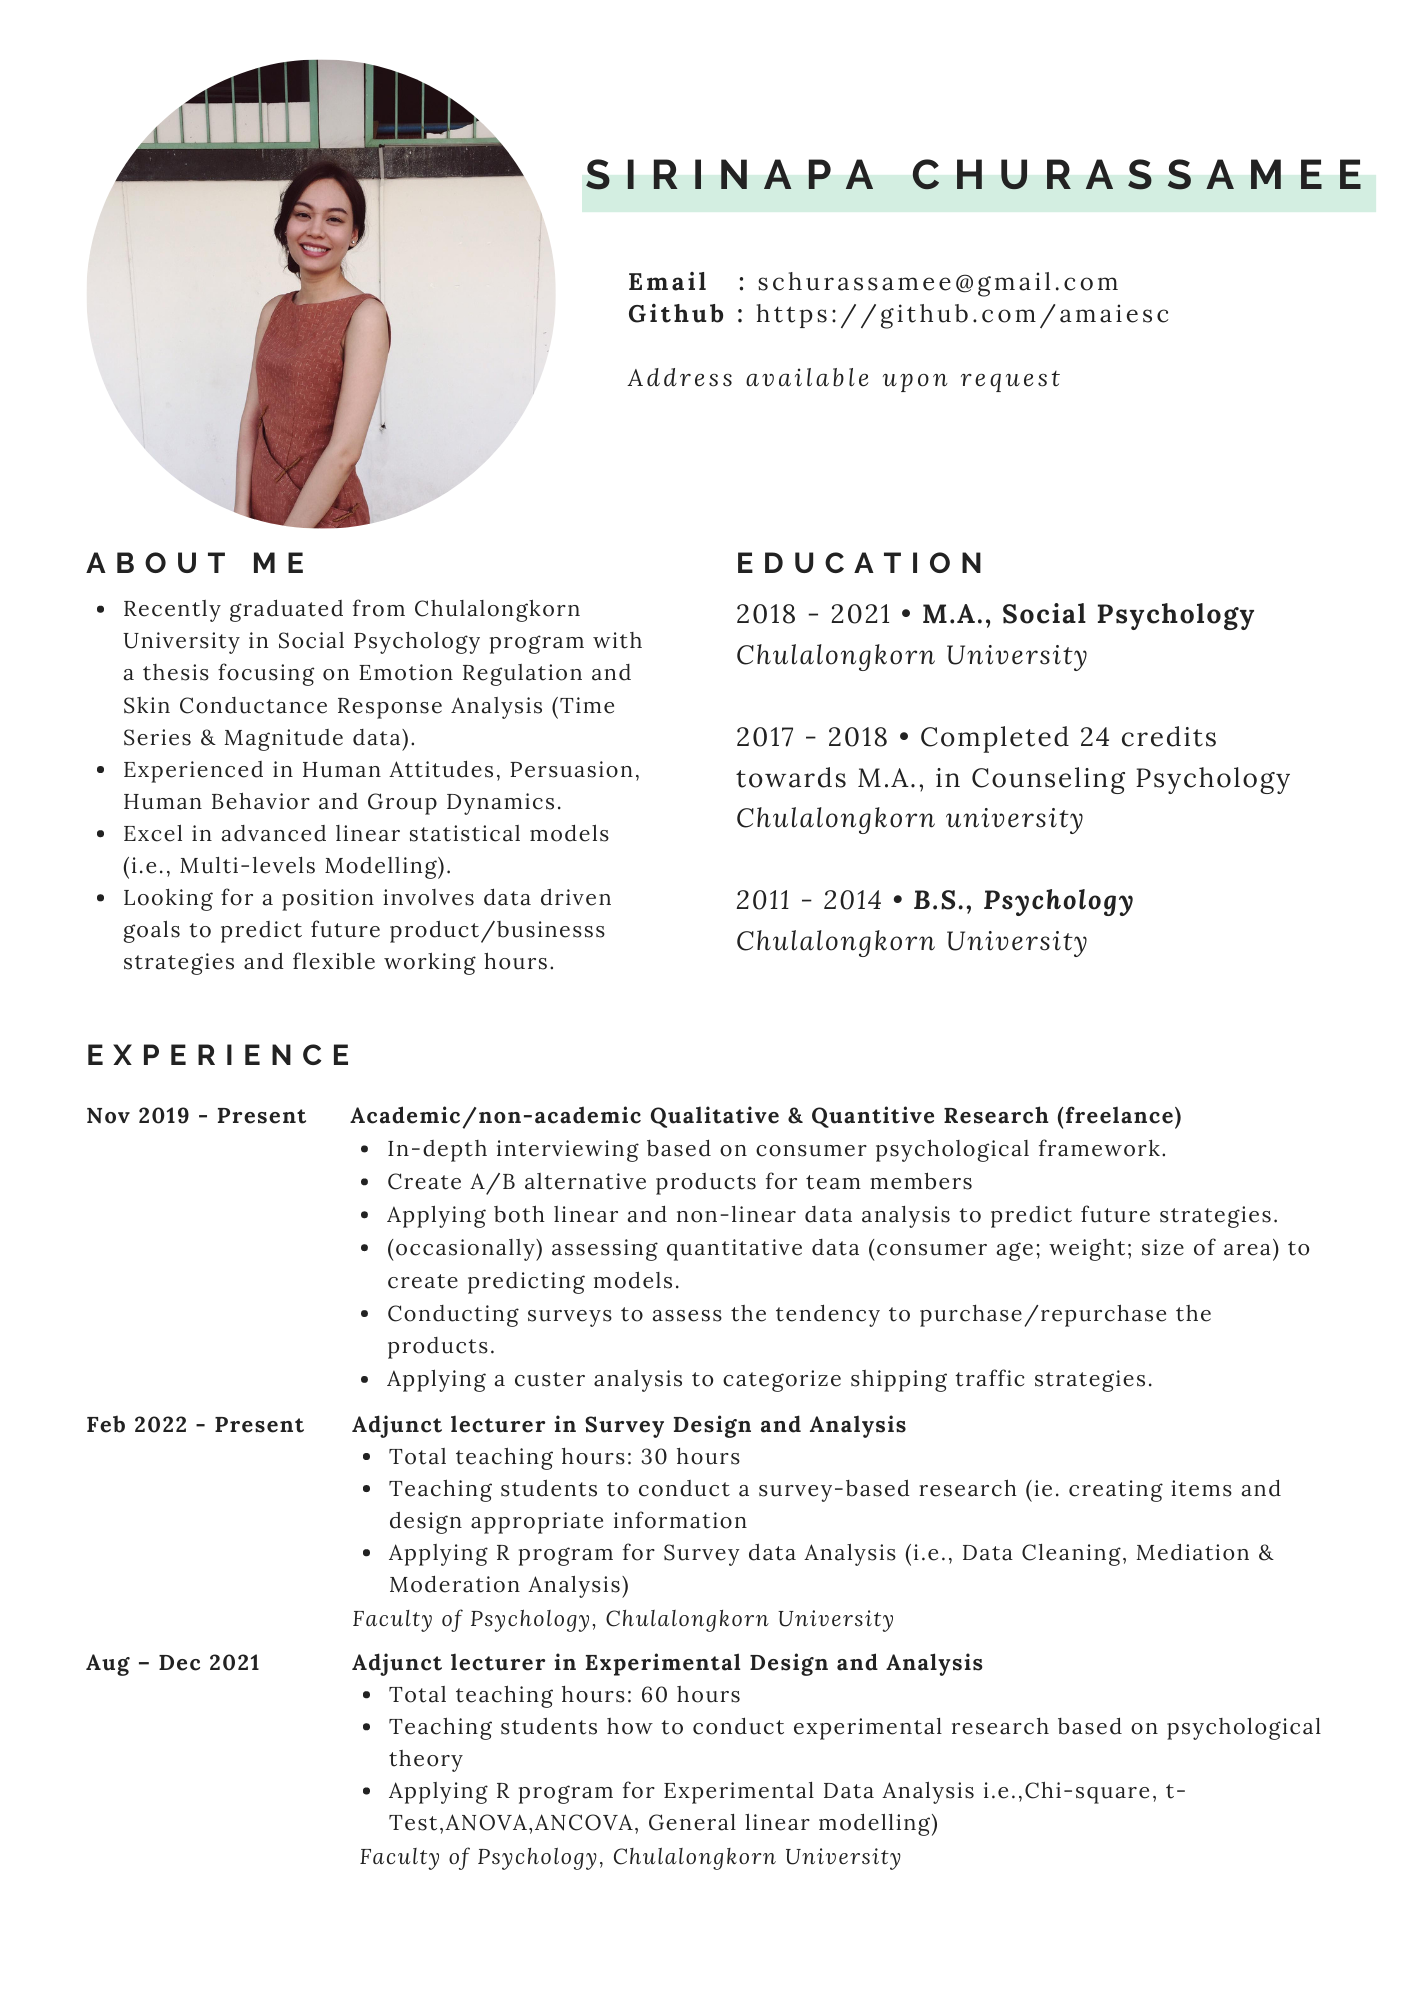 SIRINAPA CHURASSAMEE
Email : schurassamee@gmail.com
Github : https://github.com/amaiesc
Address available upon request
ABOUT ME
• Recently graduated from Chulalongkorn
University in Social Psychology program with
a thesis focusing on Emotion Regulation and
Skin Conductance Response Analysis (Time
Series & Magnitude data).
• Experienced in Human Attitudes, Persuasion,
Human Behavior and Group Dynamics.
• Excel in advanced linear statistical models
(i.e., Multi-levels Modelling).
• Looking for a position involves data driven
goals to predict future product/businesss
strategies and flexible working hours.
EDUCATION
2018 - 2021 • M.A., Social Psychology
Chulalongkorn University
2017 - 2018 • Completed 24 credits
towards M.A., in Counseling Psychology
Chulalongkorn university
2011 - 2014 • B.S., Psychology
Chulalongkorn University
EXPERIENCE
Nov 2019 - Present Academic/non-academic Qualitative & Quantitive Research (freelance)
• In-depth interviewing based on consumer psychological framework.
• Create A/B alternative products for team members
• Applying both linear and non-linear data analysis to predict future strategies.
• (occasionally) assessing quantitative data (consumer age; weight; size of area) to
create predicting models.
• Conducting surveys to assess the tendency to purchase/repurchase the
products.
• Applying a custer analysis to categorize shipping traffic strategies.
Feb 2022 - Present Adjunct lecturer in Survey Design and Analysis
• Total teaching hours: 30 hours
• Teaching students to conduct a survey-based research (ie. creating items and
design appropriate information
• Applying R program for Survey data Analysis (i.e., Data Cleaning, Mediation &
Moderation Analysis)
Faculty of Psychology, Chulalongkorn University
Aug – Dec 2021 Adjunct lecturer in Experimental Design and Analysis
• Total teaching hours: 60 hours
• Teaching students how to conduct experimental research based on psychological
theory
• Applying R program for Experimental Data Analysis i.e.,Chi-square, t-
Test,ANOVA,ANCOVA, General linear modelling)
Faculty of Psychology, Chulalongkorn University